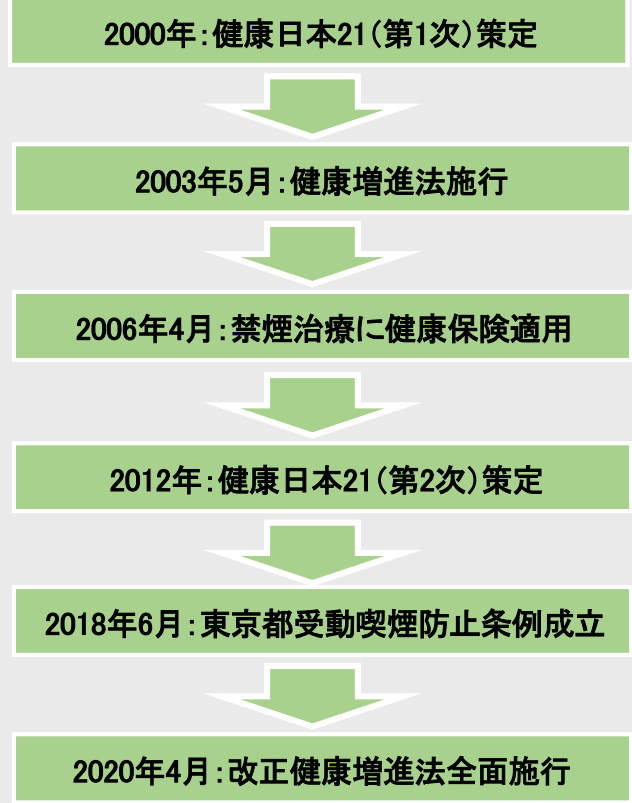 2000年：健康日本21（第1次）策定
2003年5月：健康増進法施行
2006年4月：禁煙治療に健康保険適用
2012年：健康日本21（第2次）策定
2018年6月：東京都受動喫煙防止条例成立
2020年4月：改正健康増進法全面施行